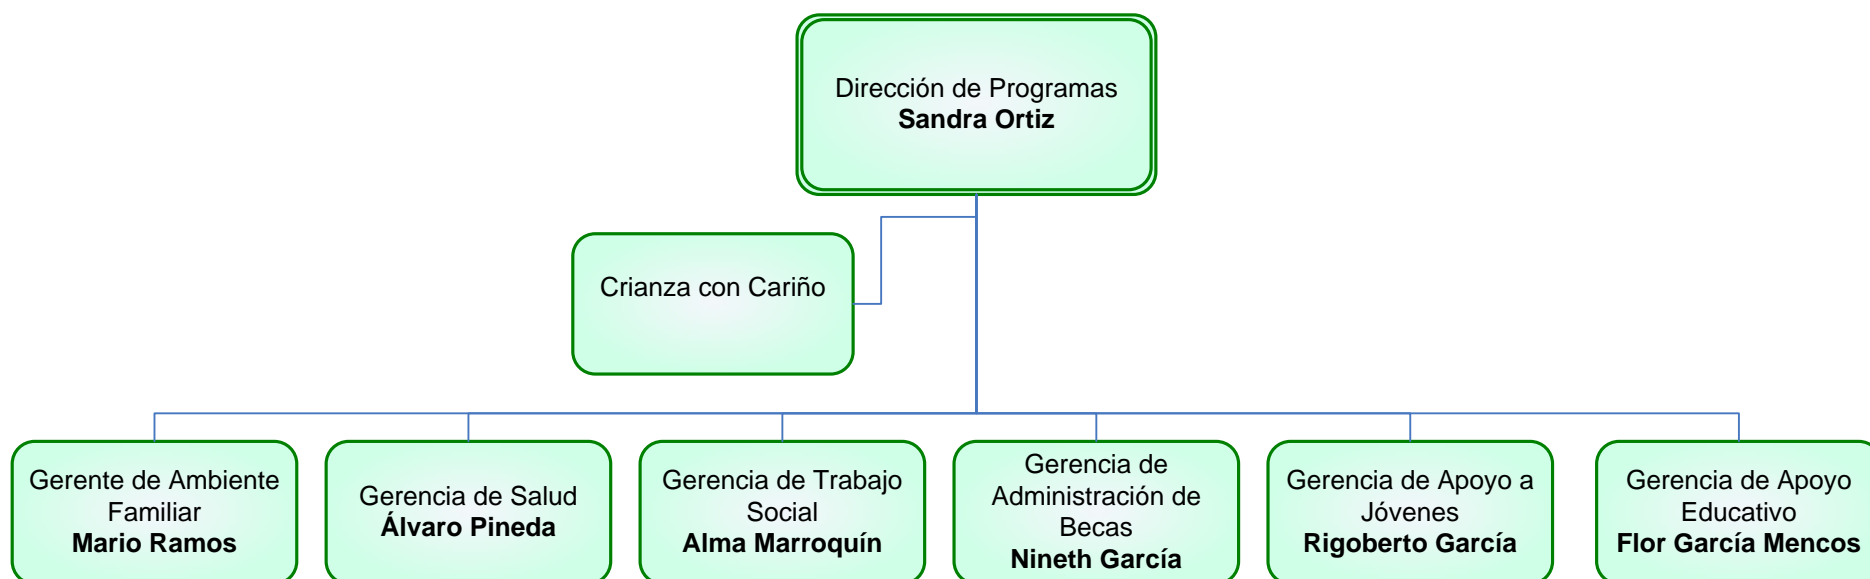 Dirección de Programas
Sandra Ortiz
Crianza con Cariño
Gerente de Ambiente
Familiar
Mario Ramos
Gerencia de Salud
Álvaro Pineda
Gerencia de Trabajo
Social
Alma Marroquín
Gerencia de
Administración de
Becas
Nineth García
Gerencia de Apoyo a
Jóvenes
Rigoberto García
Gerencia de Apoyo
Educativo
Flor García Mencos